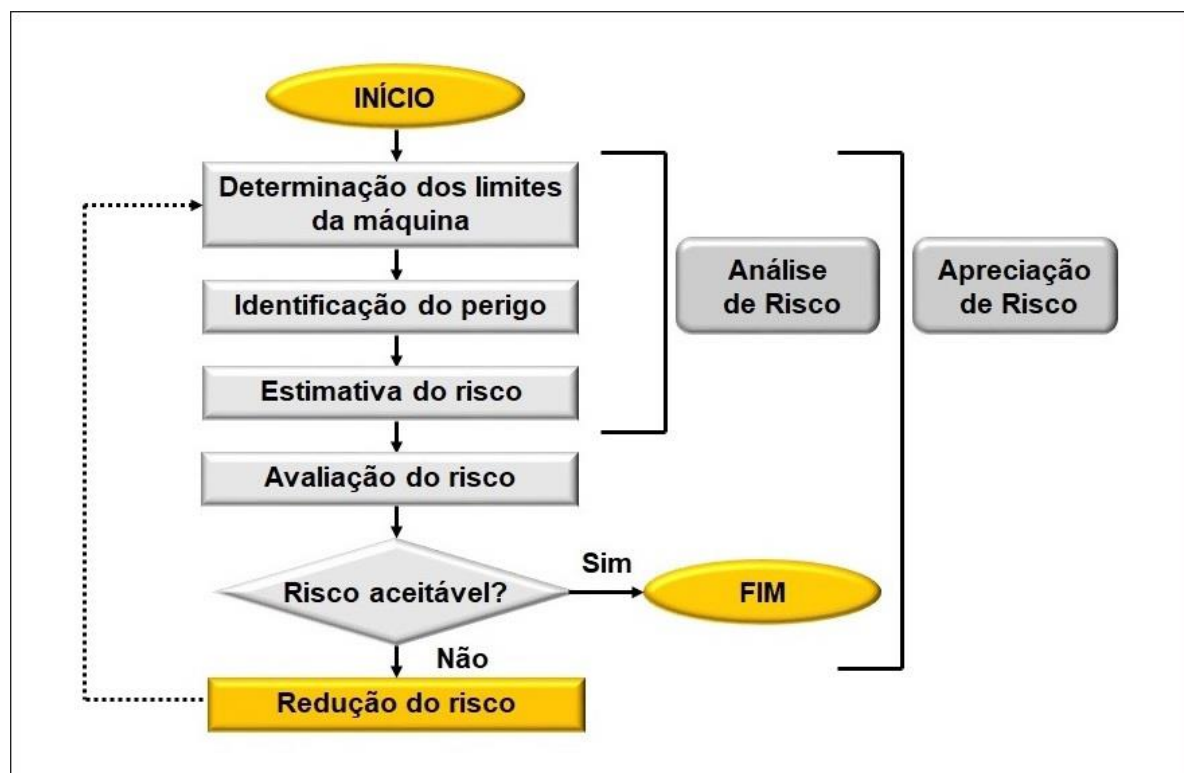 INÍCIO
Determinação dos limites
da máquina
Identificação do perigo
Estimativa do risco
Análise
de Risco
Apreciação
de Risco
Avaliação do risco
Risco aceitável?
Sim
FIM
Não
Redução do risco